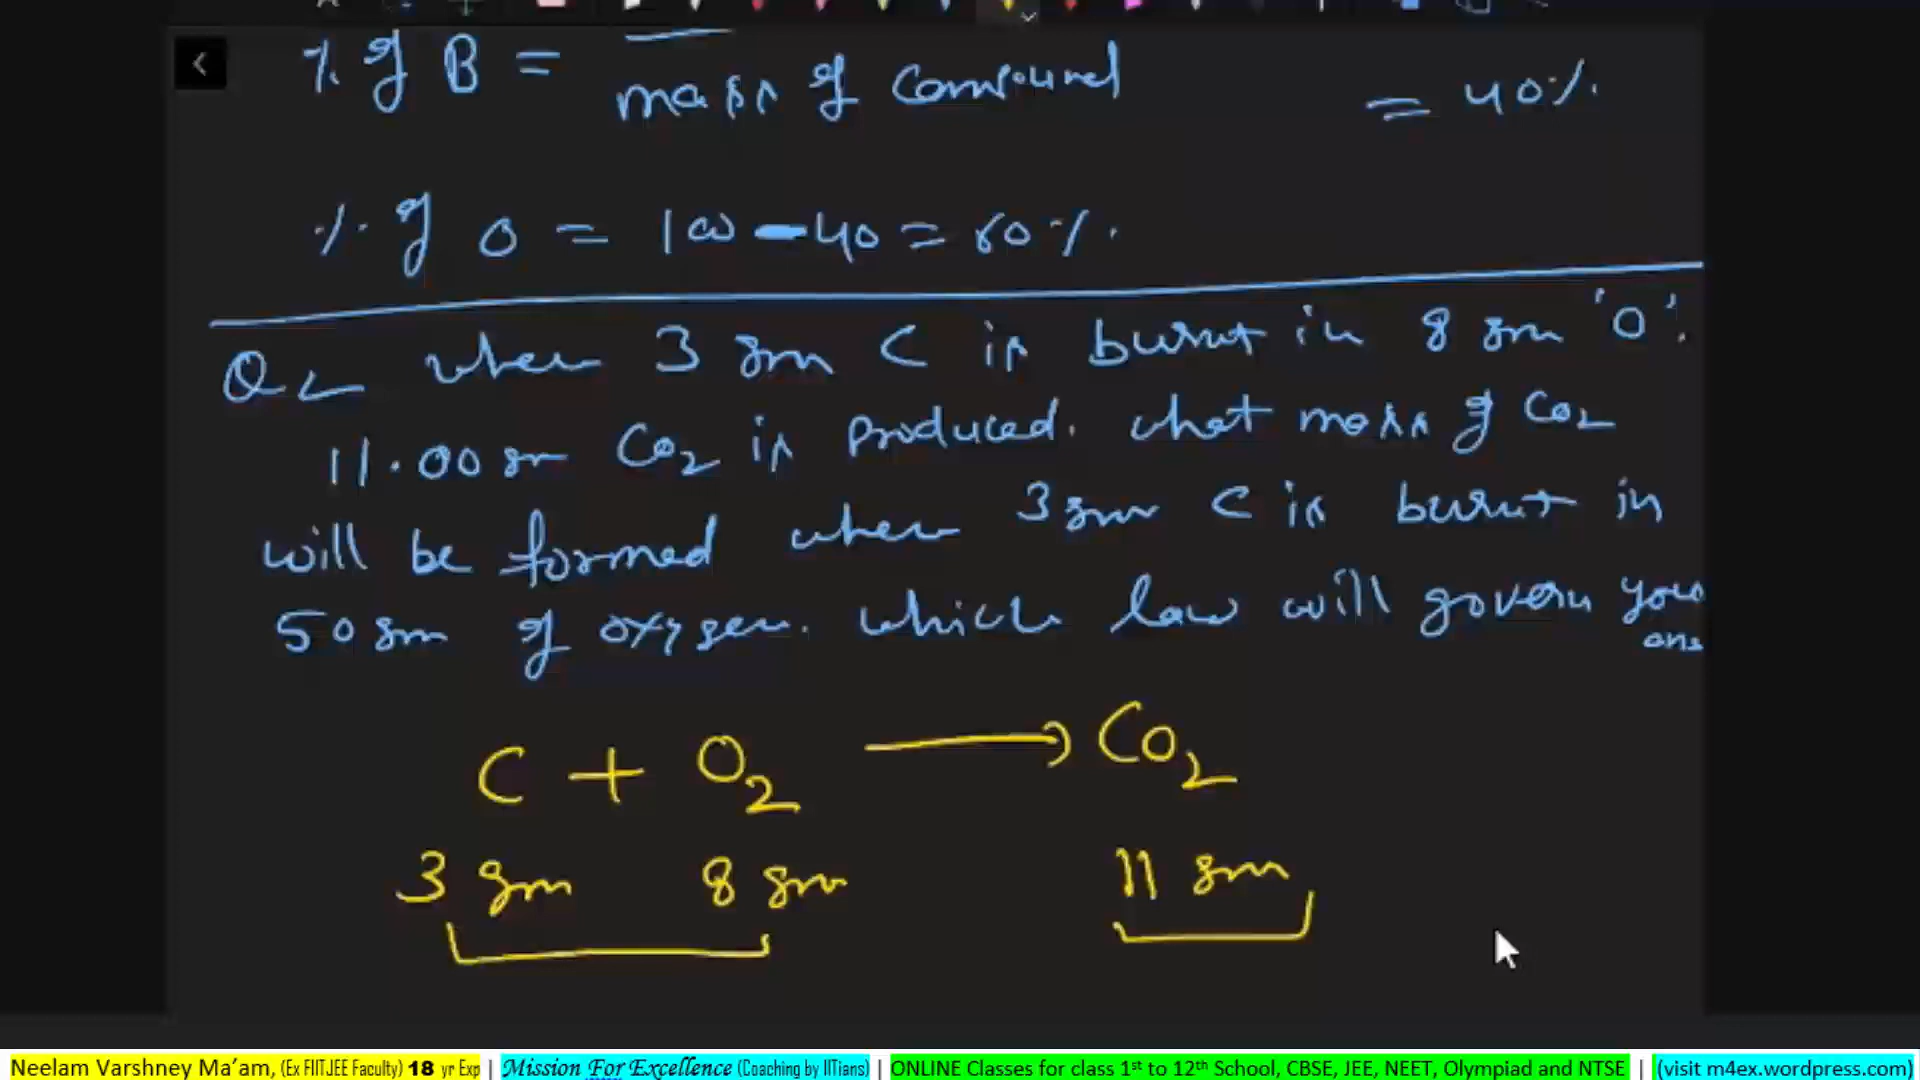 % of B = mass of compound = 40%
% of O = 100 - 40 = 60%.
Q2 when 3 gm C is burnt in 8 gm 'O'.
11.00 gm CO2 is produced. what mass of CO2
will be formed when 3 gm C is burnt in
50 gm of oxygen. which law will govern your
ans
C + O2 → CO2
3 gm 8 gm 11 gm
Neelam Varshney Ma'am, (Ex FIITJEE Faculty) 18 yr Exp | Mission For Excellence (Coaching by IITians) | ONLINE Classes for class 1st to 12th School, CBSE, JEE, NEET, Olympiad and NTSE | (visit m4ex.wordpress.com)